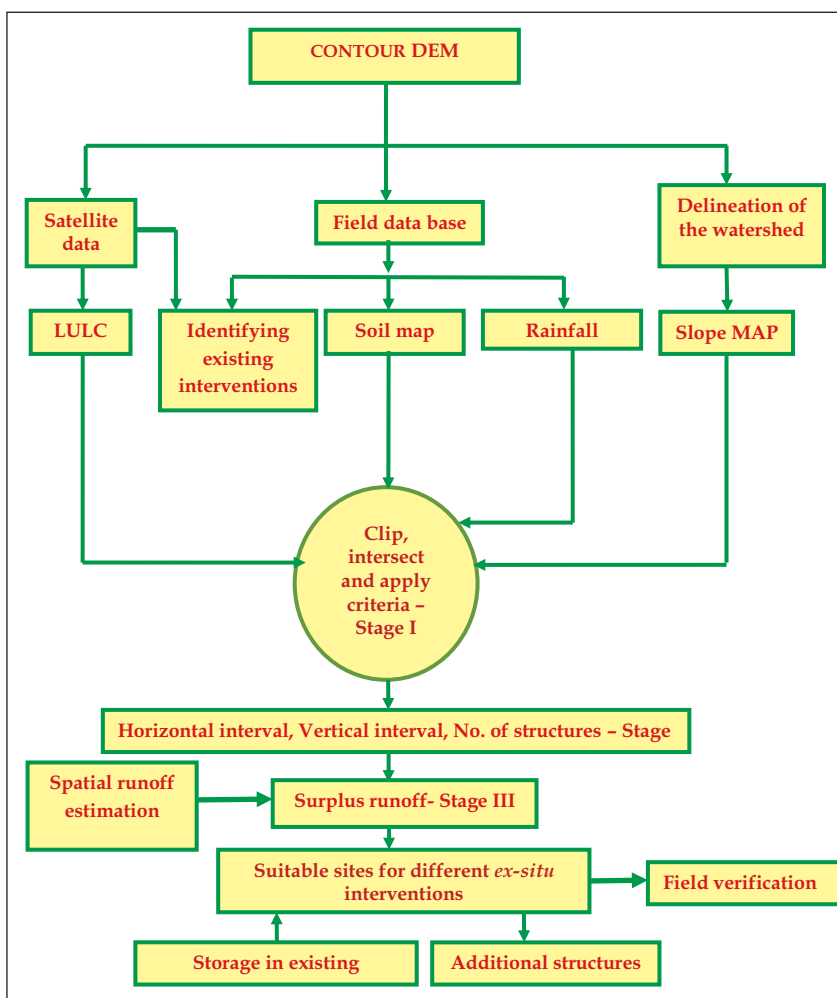 CONTOUR DEM
Satellite
data
Field data base
Delineation of
the watershed
LULC
Identifying
existing
interventions
Soil map
Rainfall
Slope MAP
Clip,
intersect
and apply
criteria –
Stage I
Horizontal interval, Vertical interval, No. of structures – Stage
Spatial runoff
estimation
Surplus runoff- Stage III
Suitable sites for different ex-situ
interventions
Field verification
Storage in existing
Additional structures